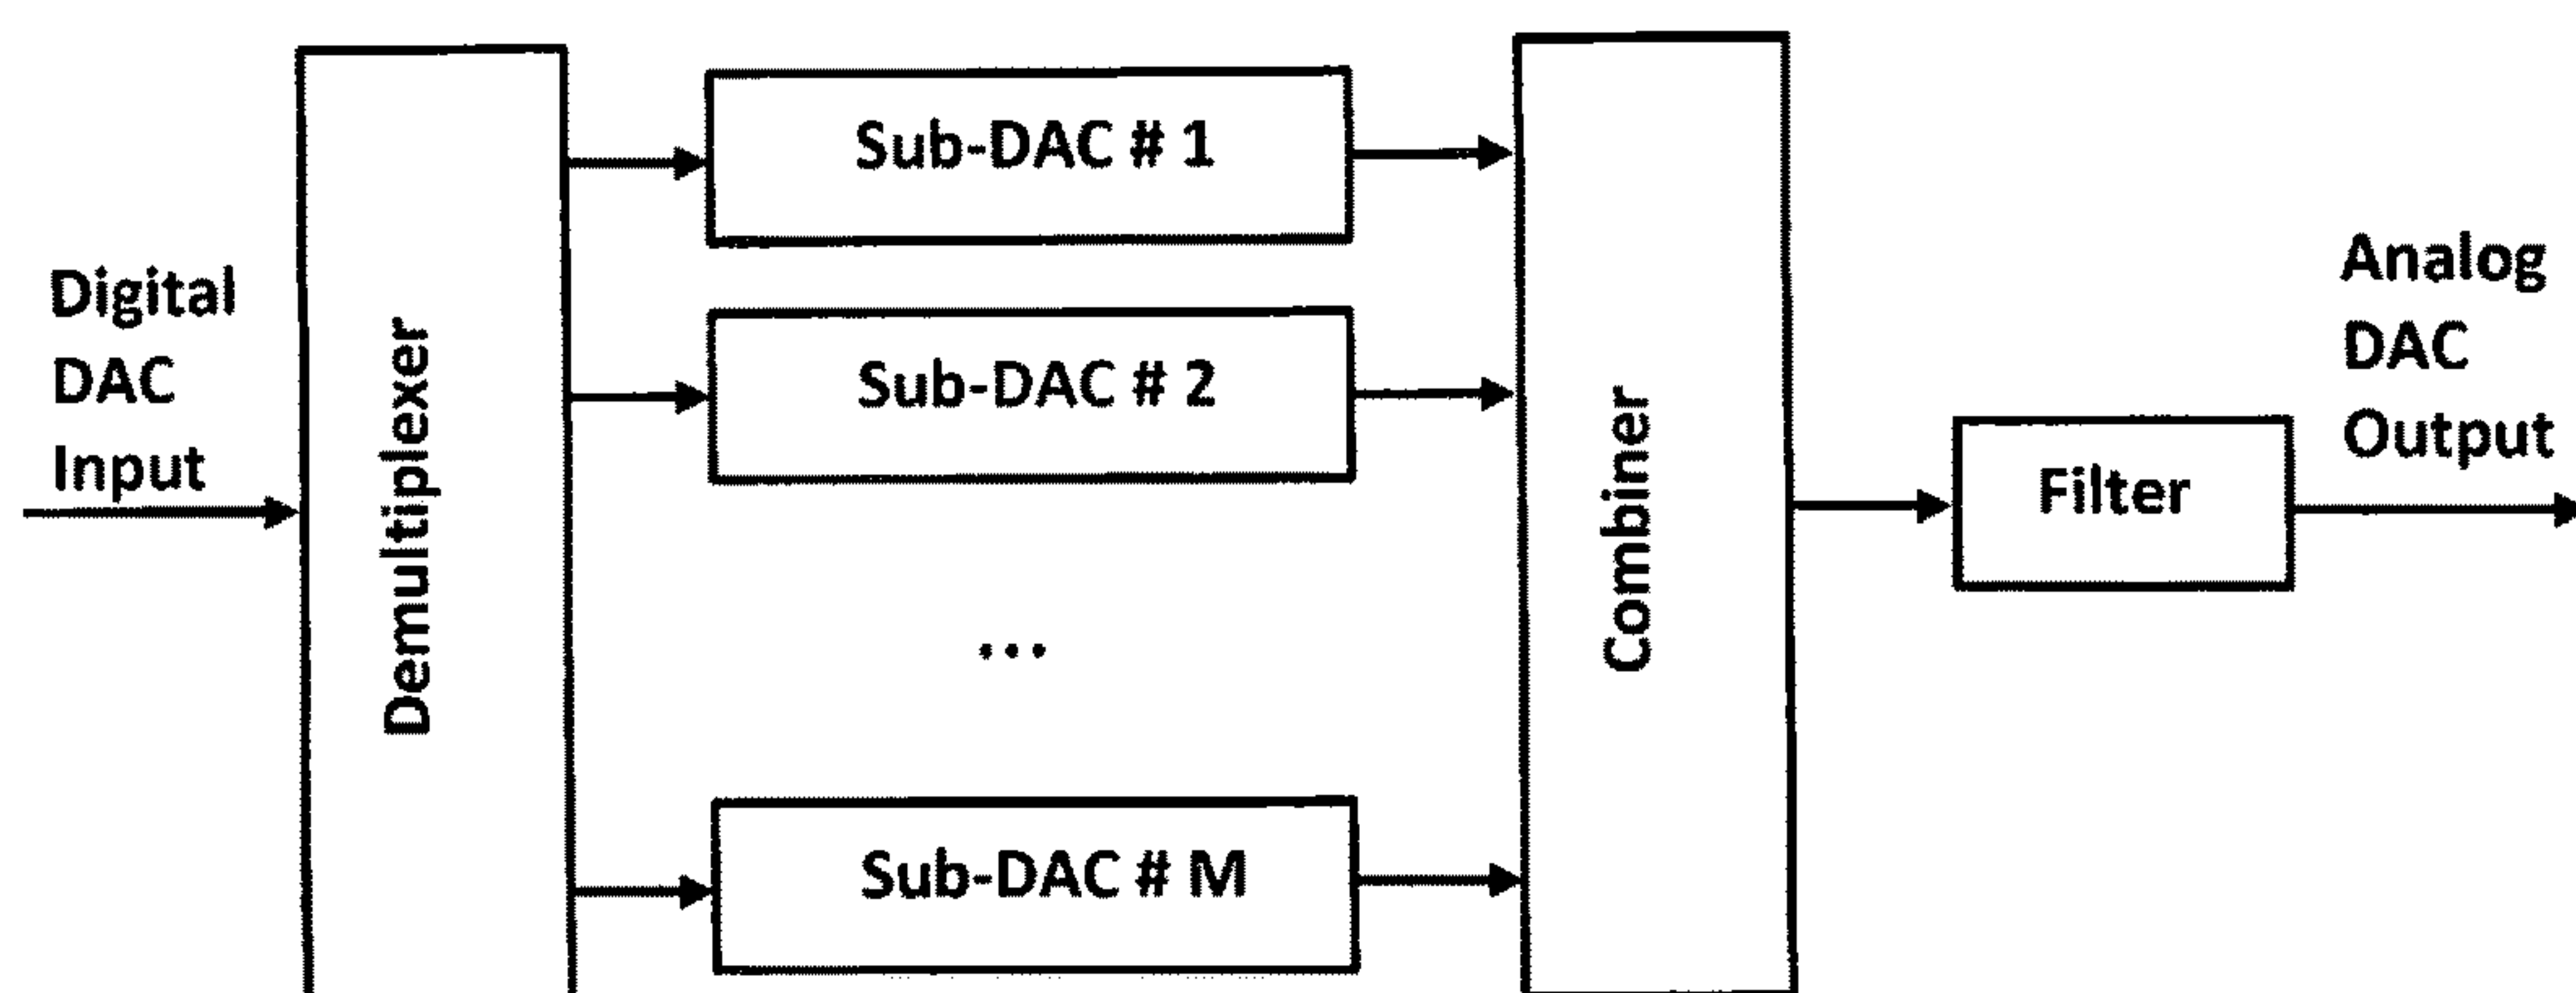 Digital
DAC
Input
Demultiplexer
Sub-DAC # 1
Sub-DAC # 2
...
Sub-DAC # M
Combiner
Filter
Analog
DAC
Output